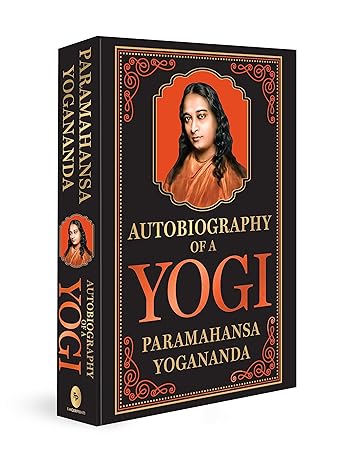 PARAMAHANSA
YOGANANDA
AUTOBIOGRAPHY
OF A
YOGI
AUTOBIOGRAPHY
OF A
YOGI
PARAMAHANSA
YOGANANDA